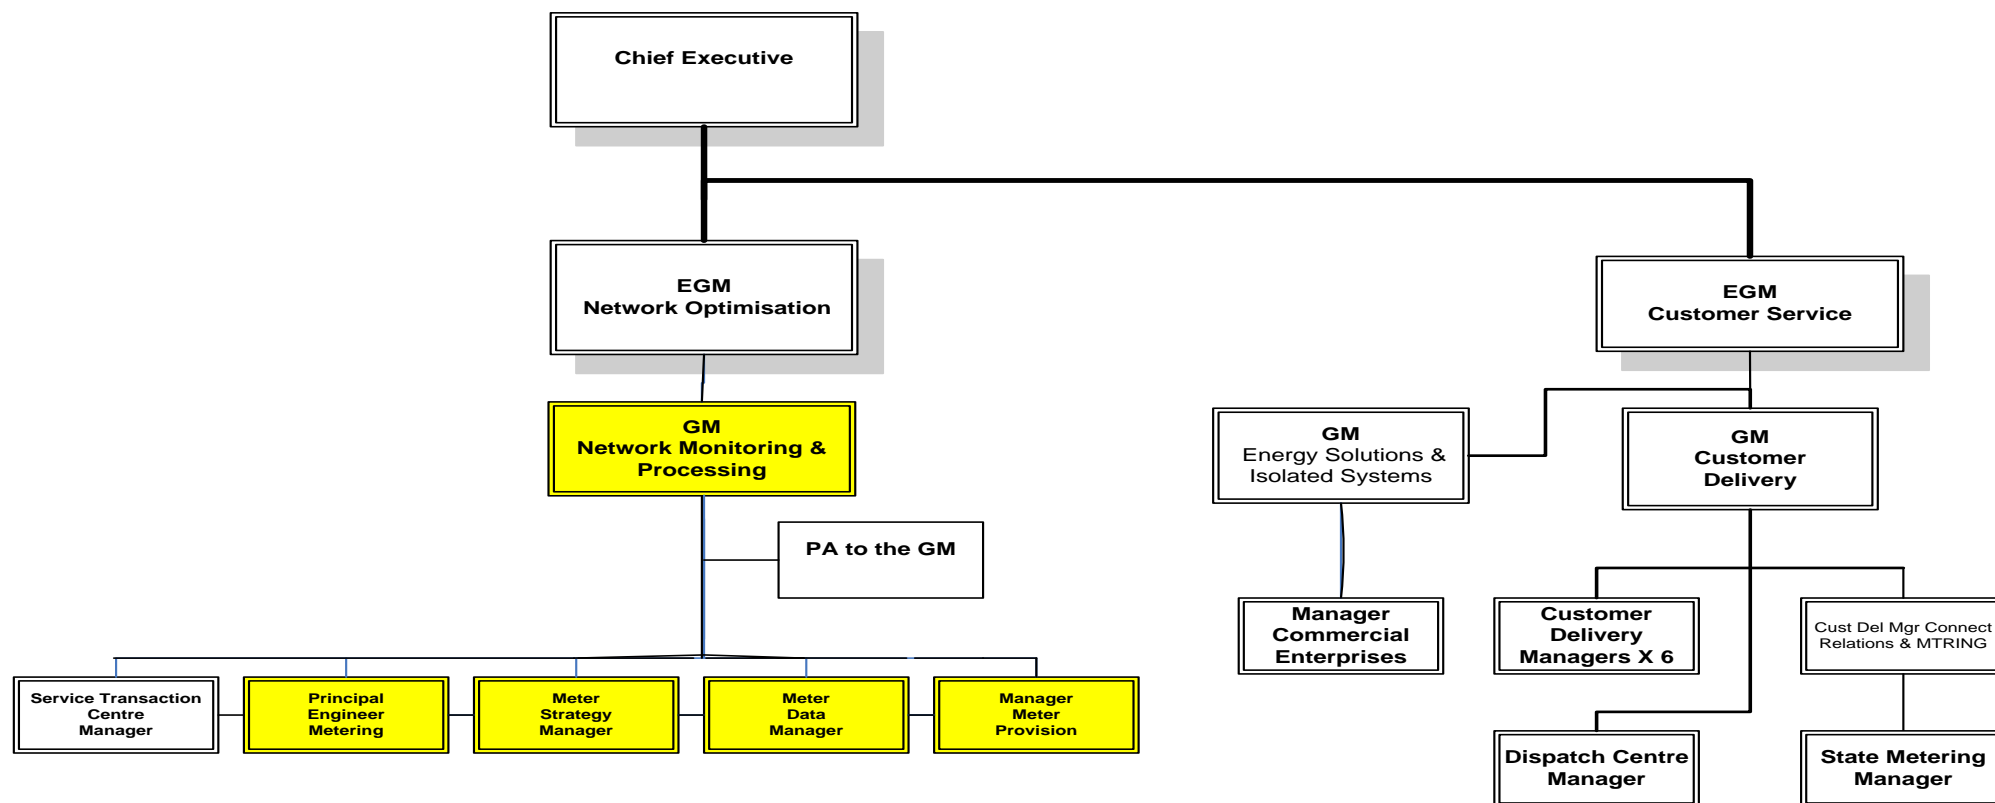 Chief Executive
EGM
Network Optimisation
EGM
Customer Service
GM
Network Monitoring &
Processing
GM
Energy Solutions &
Isolated Systems
GM
Customer
Delivery
PA to the GM
Manager
Commercial
Enterprises
Customer
Delivery
Managers X 6
Cust Del Mgr Connect
Relations & MTRING
Service Transaction
Centre
Manager
Principal
Engineer
Metering
Meter
Strategy
Manager
Meter
Data
Manager
Manager
Meter
Provision
Dispatch Centre
Manager
State Metering
Manager